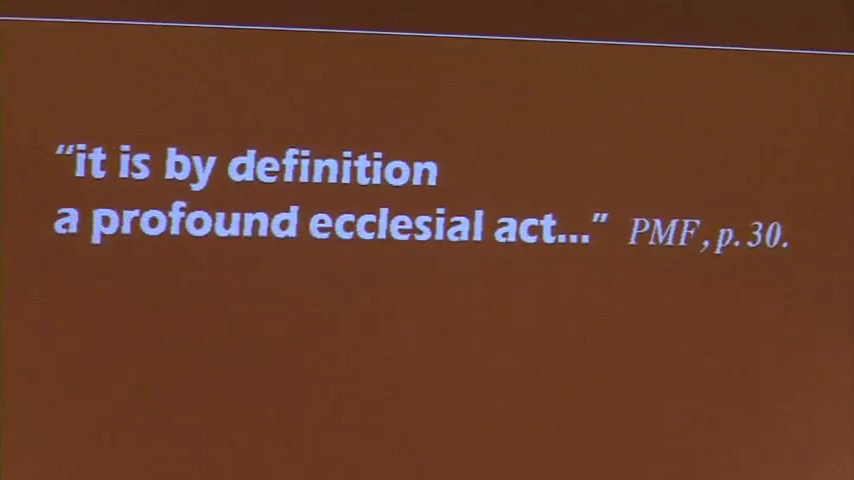 “it is by definition
a profound ecclesial act...” PMF, p. 30.